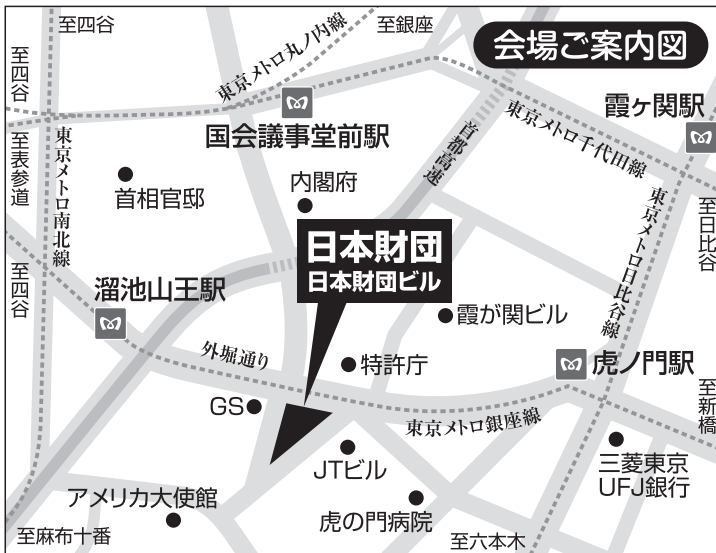 至四谷
至銀座
会場ご案内図
至四谷
東京メトロ丸ノ内線
霞ヶ関駅
国会議事堂前駅
首都高速
東京メトロ千代田線
至表参道
東京メトロ南北線
首相官邸
内閣府
東京メトロ日比谷線
至日比谷
日本財団
日本財団ビル
至四谷
溜池山王駅
霞が関ビル
外堀通り
特許庁
虎ノ門駅
至新橋
GS
東京メトロ銀座線
JTビル
三菱東京
UFJ銀行
アメリカ大使館
虎の門病院
至麻布十番
至六本木